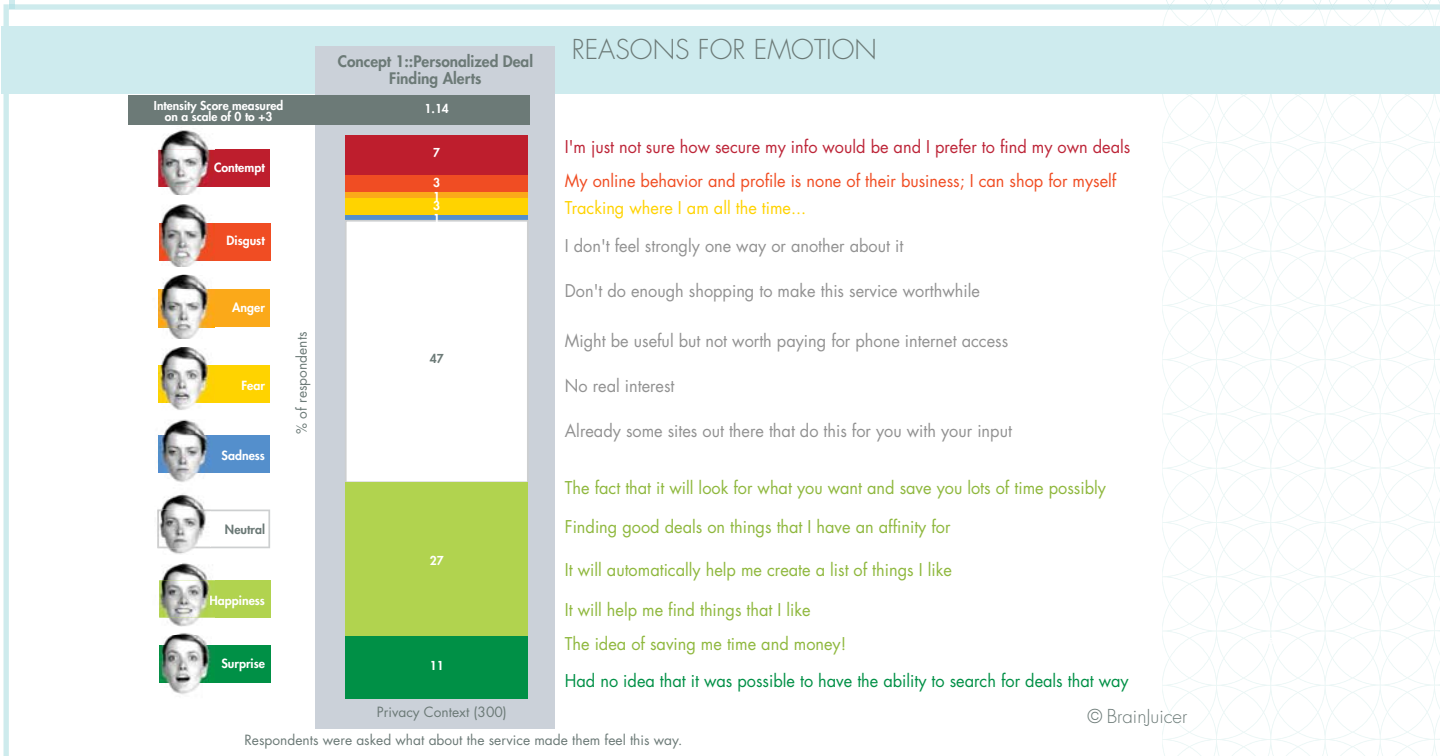 REASONS FOR EMOTION
Concept 1::Personalized Deal
Finding Alerts
Intensity Score measured
on a scale of 0 to +3
1.14
Contempt
Disgust
Anger
Fear
Sadness
Neutral
Happiness
Surprise
% of respondents
7
3
1
3
1
47
27
11
I'm just not sure how secure my info would be and I prefer to find my own deals
My online behavior and profile is none of their business; I can shop for myself
Tracking where I am all the time...
I don't feel strongly one way or another about it
Don't do enough shopping to make this service worthwhile
Might be useful but not worth paying for phone internet access
No real interest
Already some sites out there that do this for you with your input
The fact that it will look for what you want and save you lots of time possibly
Finding good deals on things that I have an affinity for
It will automatically help me create a list of things I like
It will help me find things that I like
The idea of saving me time and money!
Had no idea that it was possible to have the ability to search for deals that way
Privacy Context (300)
© BrainJuicer
Respondents were asked what about the service made them feel this way.